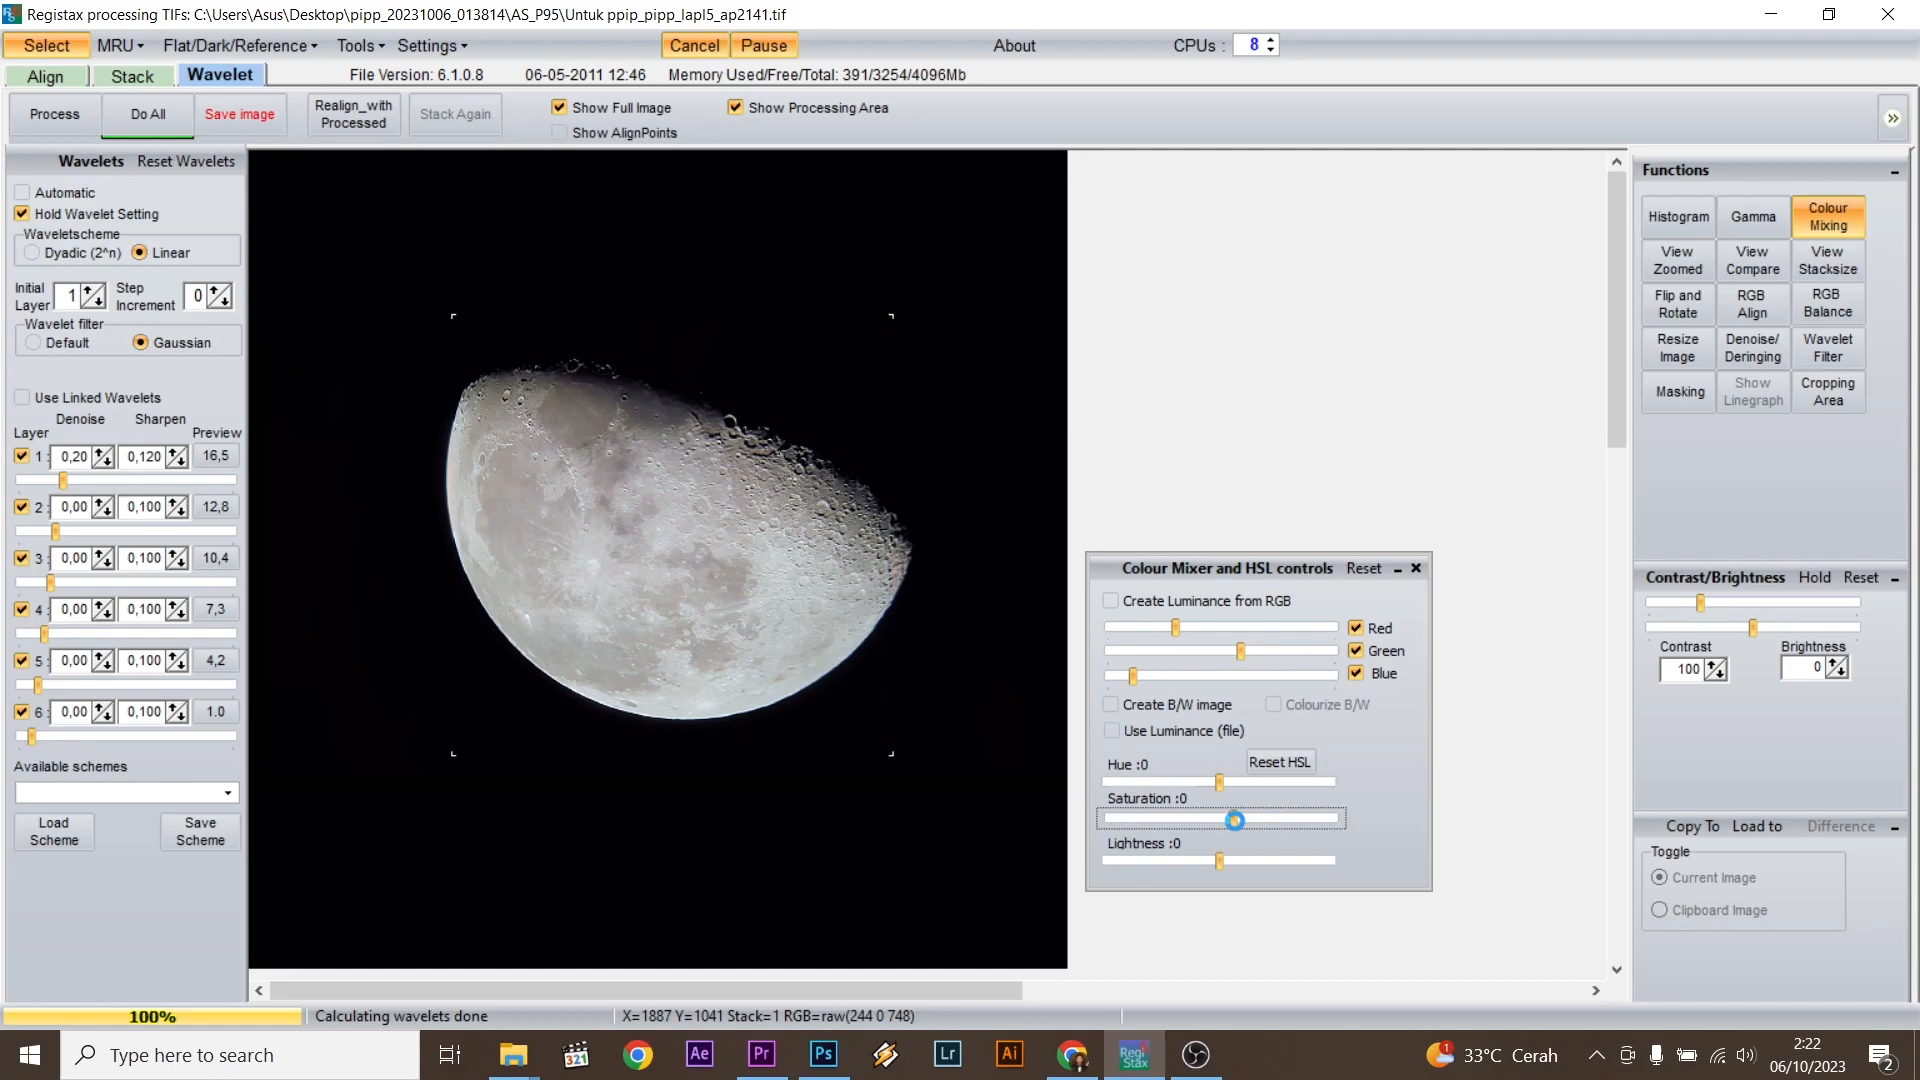 Registax processing TIFs: C:\Users\Asus\Desktop\pipp_20231006_013814\AS_P95\Untuk ppip_pipp_lapl5_ap2141.tif
Select MRU Flat/Dark/Reference Tools Settings Cancel Pause About CPUs : 8
Align Stack Wavelet File Version: 6.1.0.8 06-05-2011 12:46 Memory Used/Free/Total: 391/3254/4096Mb
Process Do All Save image Realign_with Processed Stack Again
Show Full Image Show Processing Area
Show AlignPoints
Wavelets Reset Wavelets
Automatic
Hold Wavelet Setting
Waveletscheme
Dyadic (2^n) Linear
Initial Layer 1 Step Increment 0
Wavelet filter
Default Gaussian
Use Linked Wavelets
Denoise Sharpen
Layer Preview
1 : 0,20 0,120 16,5
2 : 0,00 0,100 12,8
3 : 0,00 0,100 10,4
4 : 0,00 0,100 7,3
5 : 0,00 0,100 4,2
6 : 0,00 0,100 1.0
Available schemes
Load Scheme Save Scheme
Colour Mixer and HSL controls Reset
Create Luminance from RGB
Red
Green
Blue
Create B/W image Colourize B/W
Use Luminance (file)
Hue :0 Reset HSL
Saturation :0
Lightness :0
Functions
Histogram Gamma Colour Mixing
View Zoomed View Compare View Stacksize
Flip and Rotate RGB Align RGB Balance
Resize Image Denoise/ Deringing Wavelet Filter
Masking Show Linegraph Cropping Area
Contrast/Brightness Hold Reset
Contrast Brightness
100 0
Copy To Load to Difference
Toggle
Current Image
Clipboard Image
100% Calculating wavelets done X=1887 Y=1041 Stack=1 RGB=raw(244 0 748)
Type here to search
321
Ae
Pr
Ps
Lr
Ai
Regi Stax
1
33°C Cerah
2:22
06/10/2023
2